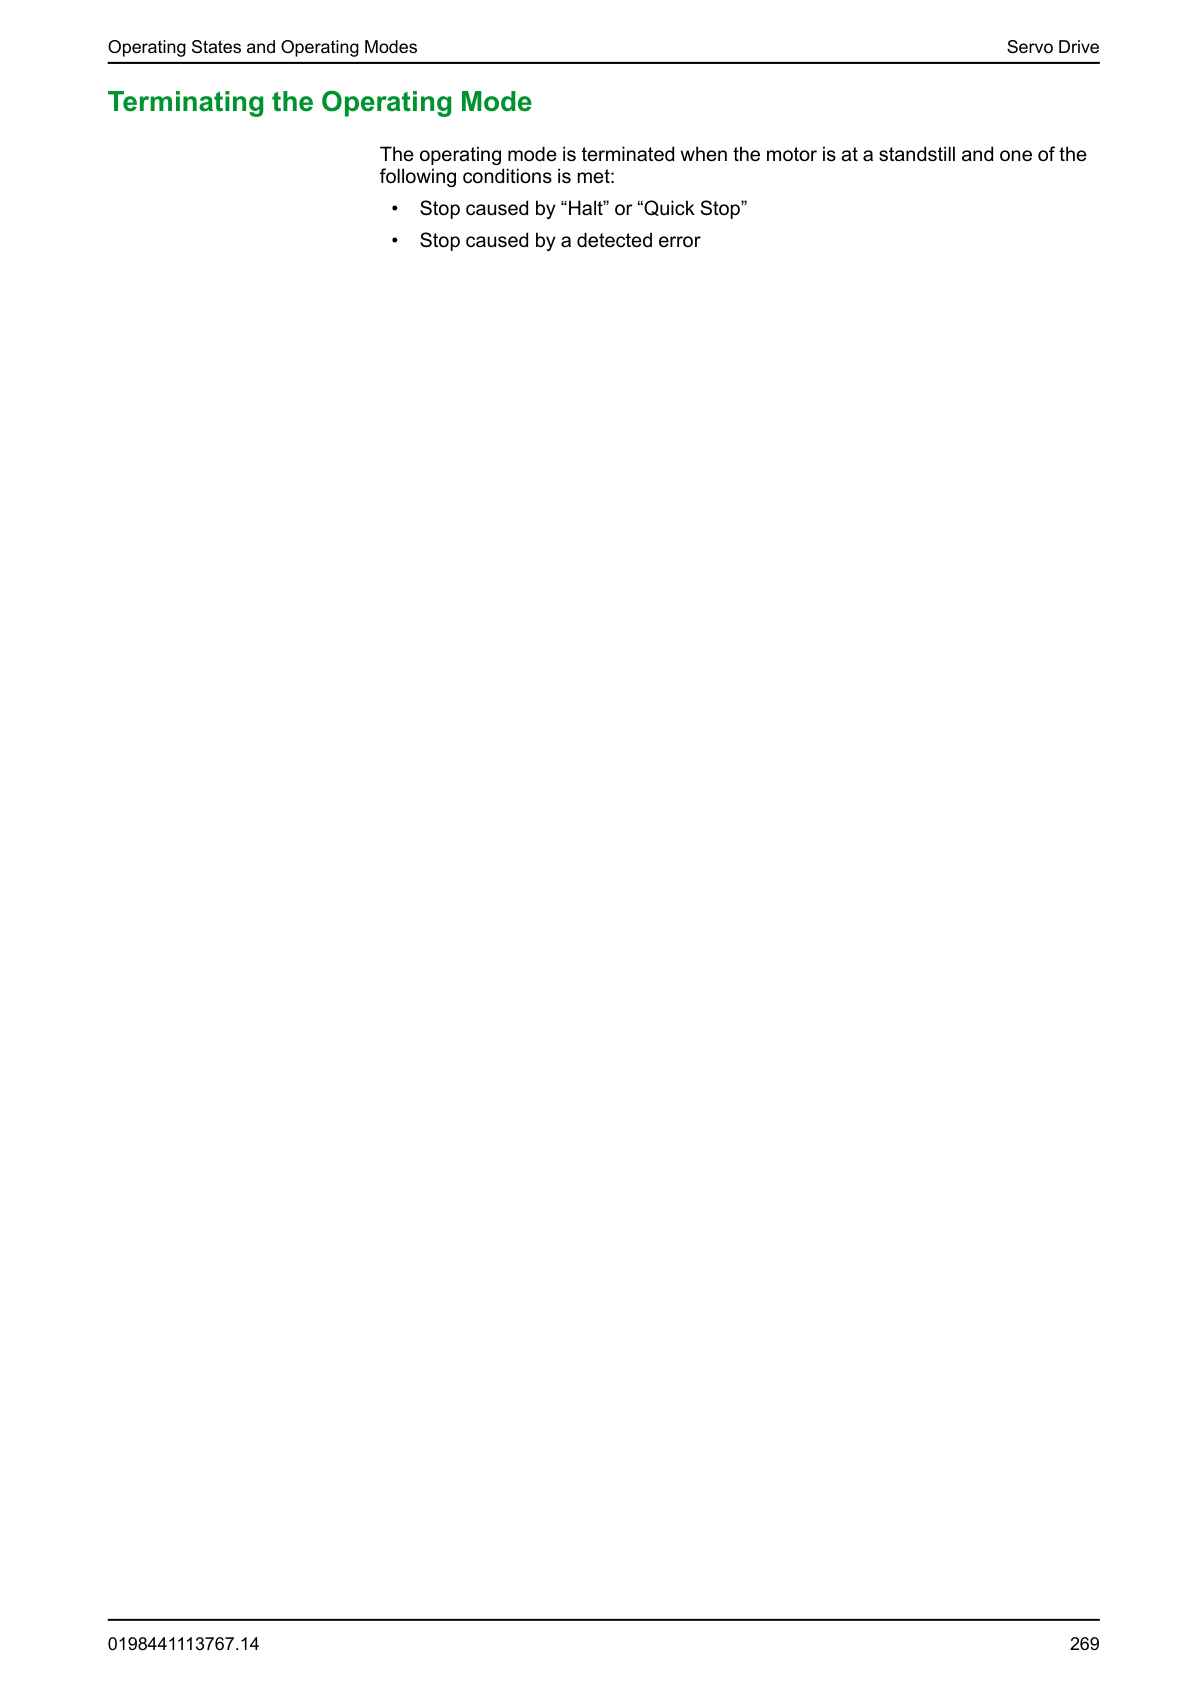 Operating States and Operating Modes
Servo Drive
Terminating the Operating Mode
The operating mode is terminated when the motor is at a standstill and one of the
following conditions is met:
• Stop caused by “Halt” or “Quick Stop”
• Stop caused by a detected error
0198441113767.14
269